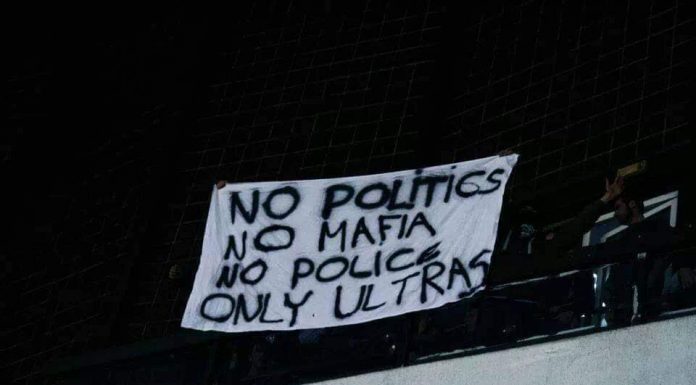 NO POLITICS
NO MAFIA
NO POLICE
ONLY ULTRAS